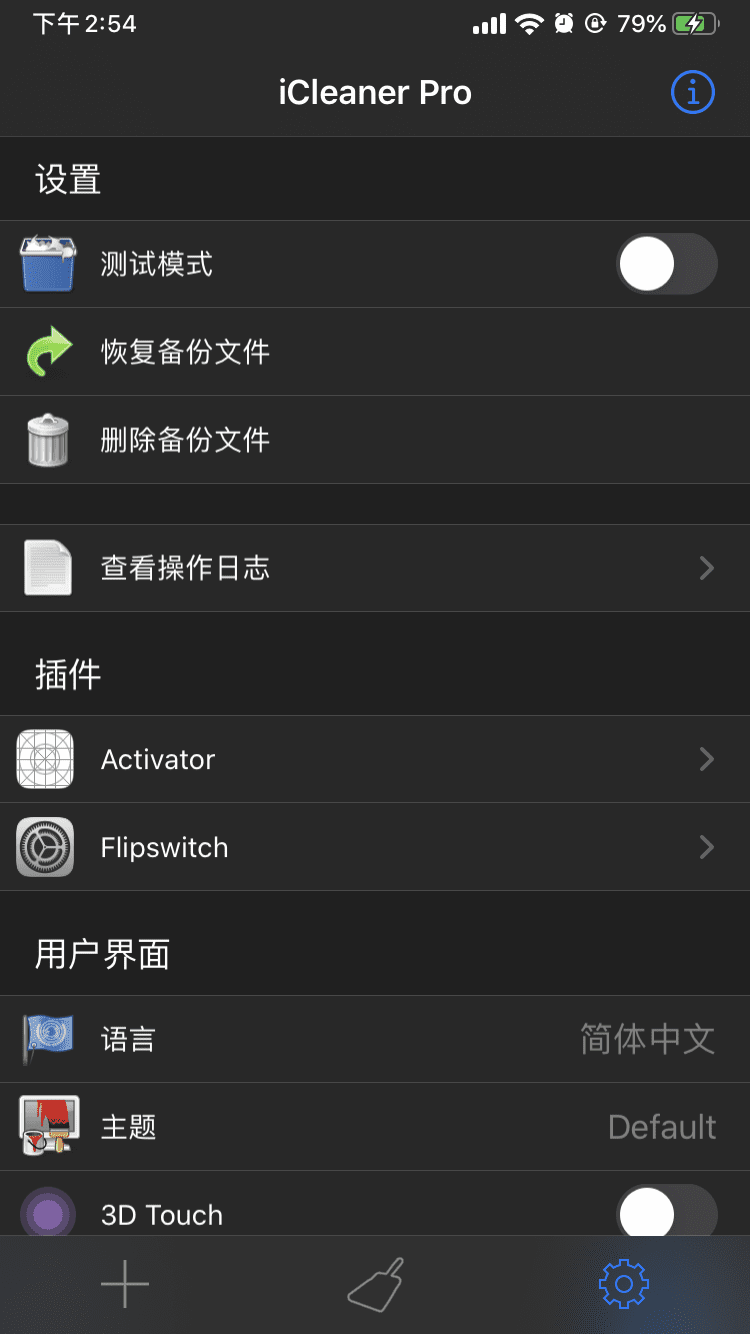 下午 2:54
79%
iCleaner Pro
设置
测试模式
恢复备份文件
删除备份文件
查看操作日志
插件
Activator
Flipswitch
用户界面
语言 简体中文
主题 Default
3D Touch